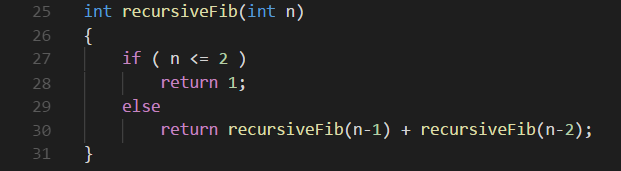 25 int recursiveFib(int n)
26 {
27 if ( n <= 2 )
28 return 1;
29 else
30 return recursiveFib(n-1) + recursiveFib(n-2);
31 }